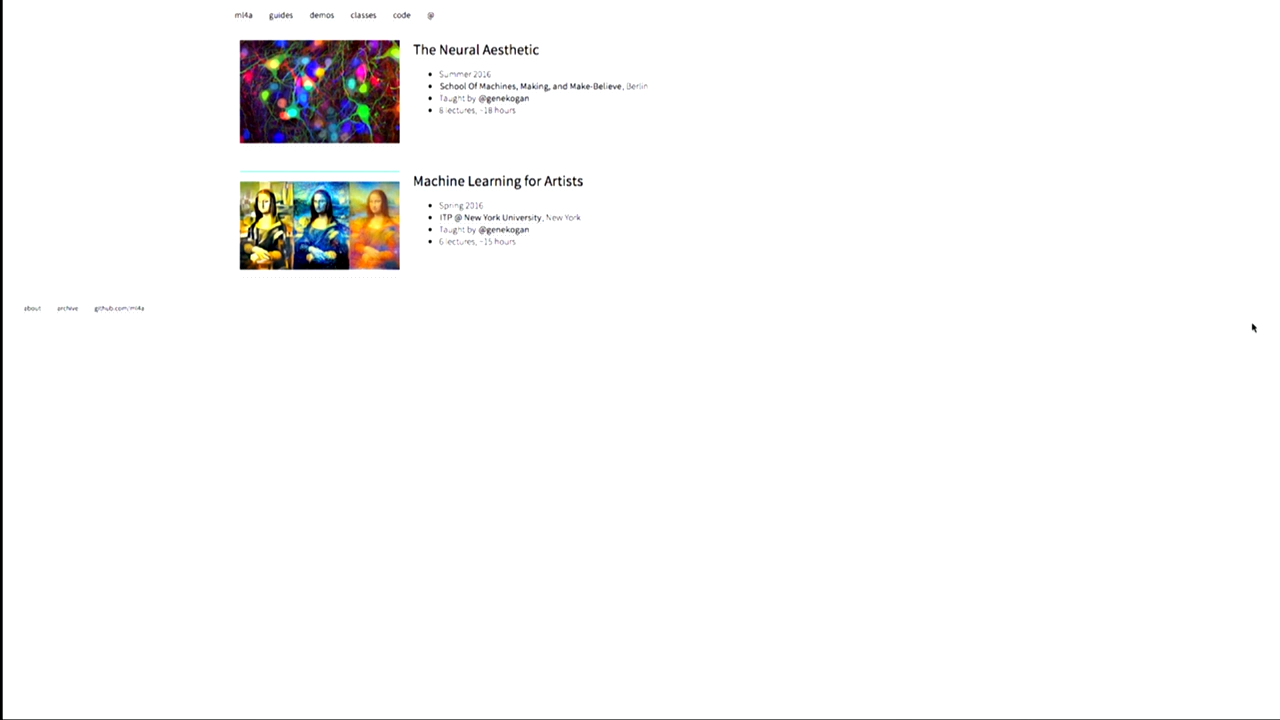 ml4a guides demos classes code @
The Neural Aesthetic
Summer 2016
School Of Machines, Making, and Make-Believe, Berlin
Taught by @genekogan
8 lectures, ~18 hours
Machine Learning for Artists
Spring 2016
ITP @ New York University, New York
Taught by @genekogan
6 lectures, ~15 hours
about archive github.com/ml4a